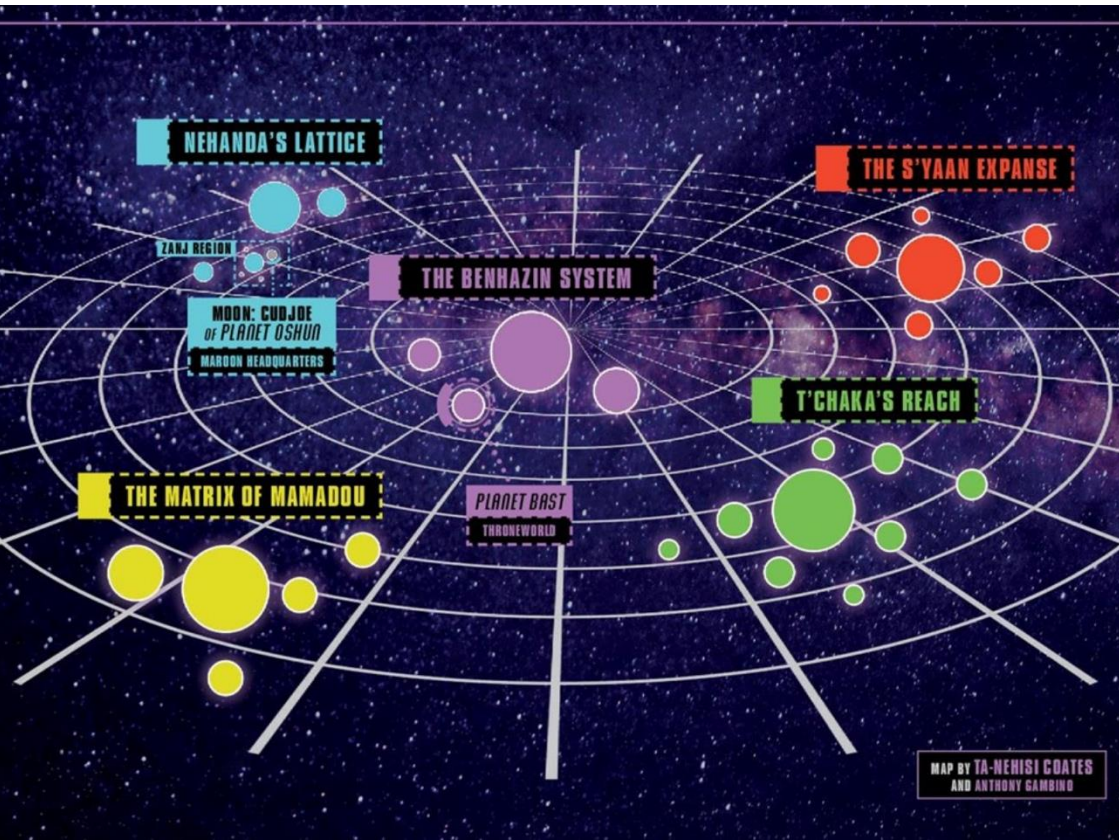 NEHANDA'S LATTICE
THE S'YAAN EXPANSE
ZANJ REGION
THE BENHAZIN SYSTEM
MOON: CUDJOE
OF PLANET OSHUN
MAROON HEADQUARTERS
T'CHAKA'S REACH
THE MATRIX OF MAMADOU
PLANET BAST
THRONEWORLD
MAP BY TA-NEHISI COATES
AND ANTHONY GAMBINO